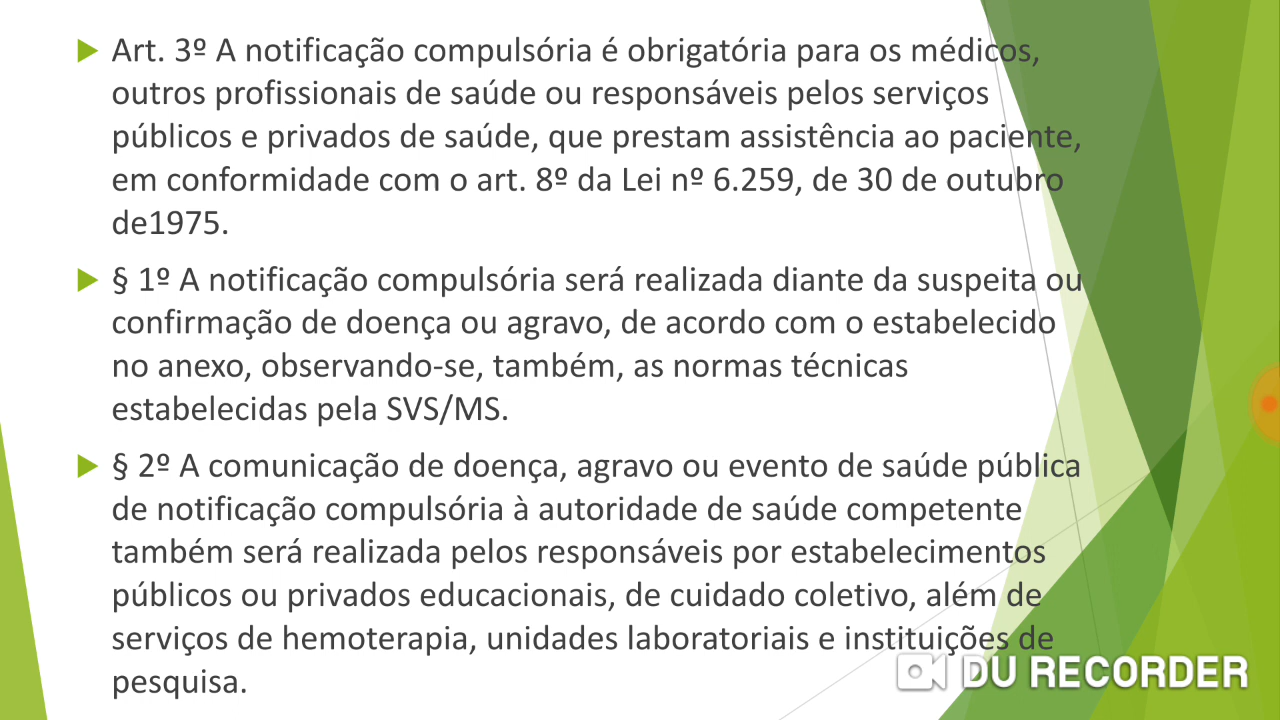 Art. 3º A notificação compulsória é obrigatória para os médicos,
outros profissionais de saúde ou responsáveis pelos serviços
públicos e privados de saúde, que prestam assistência ao paciente,
em conformidade com o art. 8º da Lei nº 6.259, de 30 de outubro
de1975.
§ 1º A notificação compulsória será realizada diante da suspeita ou
confirmação de doença ou agravo, de acordo com o estabelecido
no anexo, observando-se, também, as normas técnicas
estabelecidas pela SVS/MS.
§ 2º A comunicação de doença, agravo ou evento de saúde pública
de notificação compulsória à autoridade de saúde competente
também será realizada pelos responsáveis por estabelecimentos
públicos ou privados educacionais, de cuidado coletivo, além de
serviços de hemoterapia, unidades laboratoriais e instituições de
pesquisa.
DU RECORDER